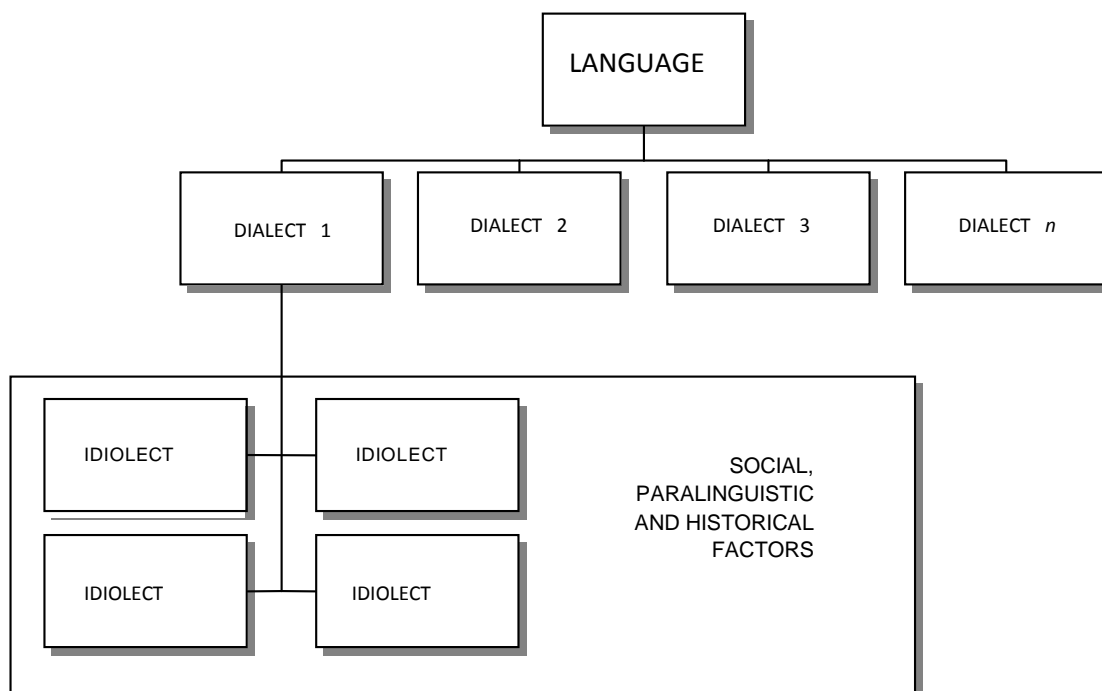 LANGUAGE
DIALECT 1
DIALECT 2
DIALECT 3
DIALECT n
IDIOLECT
IDIOLECT
SOCIAL,
PARALINGUISTIC
AND HISTORICAL
FACTORS
IDIOLECT
IDIOLECT